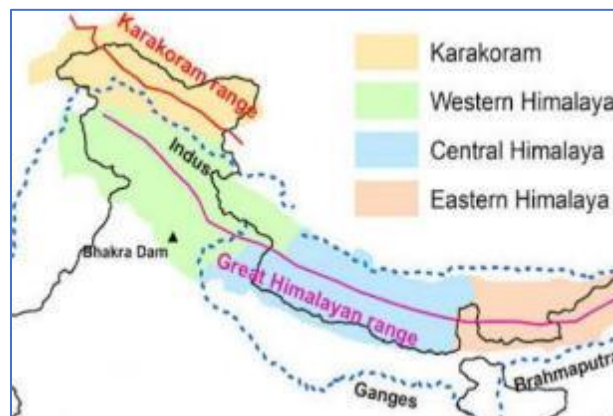 Karakoram range
Karakoram
Western Himalaya
Central Himalaya
Eastern Himalaya
Indus
Bhakra Dam
Great Himalayan range
Ganges
Brahmaputra